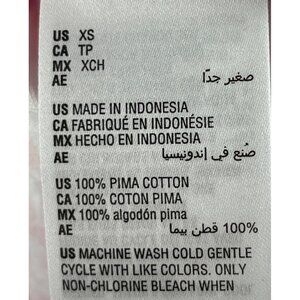 US XS
CA TP
MX XCH
AE صغير جدًا
US MADE IN INDONESIA
CA FABRIQUÉ EN INDONÉSIE
MX HECHO EN INDONESIA
AE صُنع في إندونيسيا
US 100% PIMA COTTON
CA 100% COTON PIMA
MX 100% algodón pima
AE 100% قطن بيما
US MACHINE WASH COLD GENTLE
CYCLE WITH LIKE COLORS. ONLY
NON-CHLORINE BLEACH WHEN